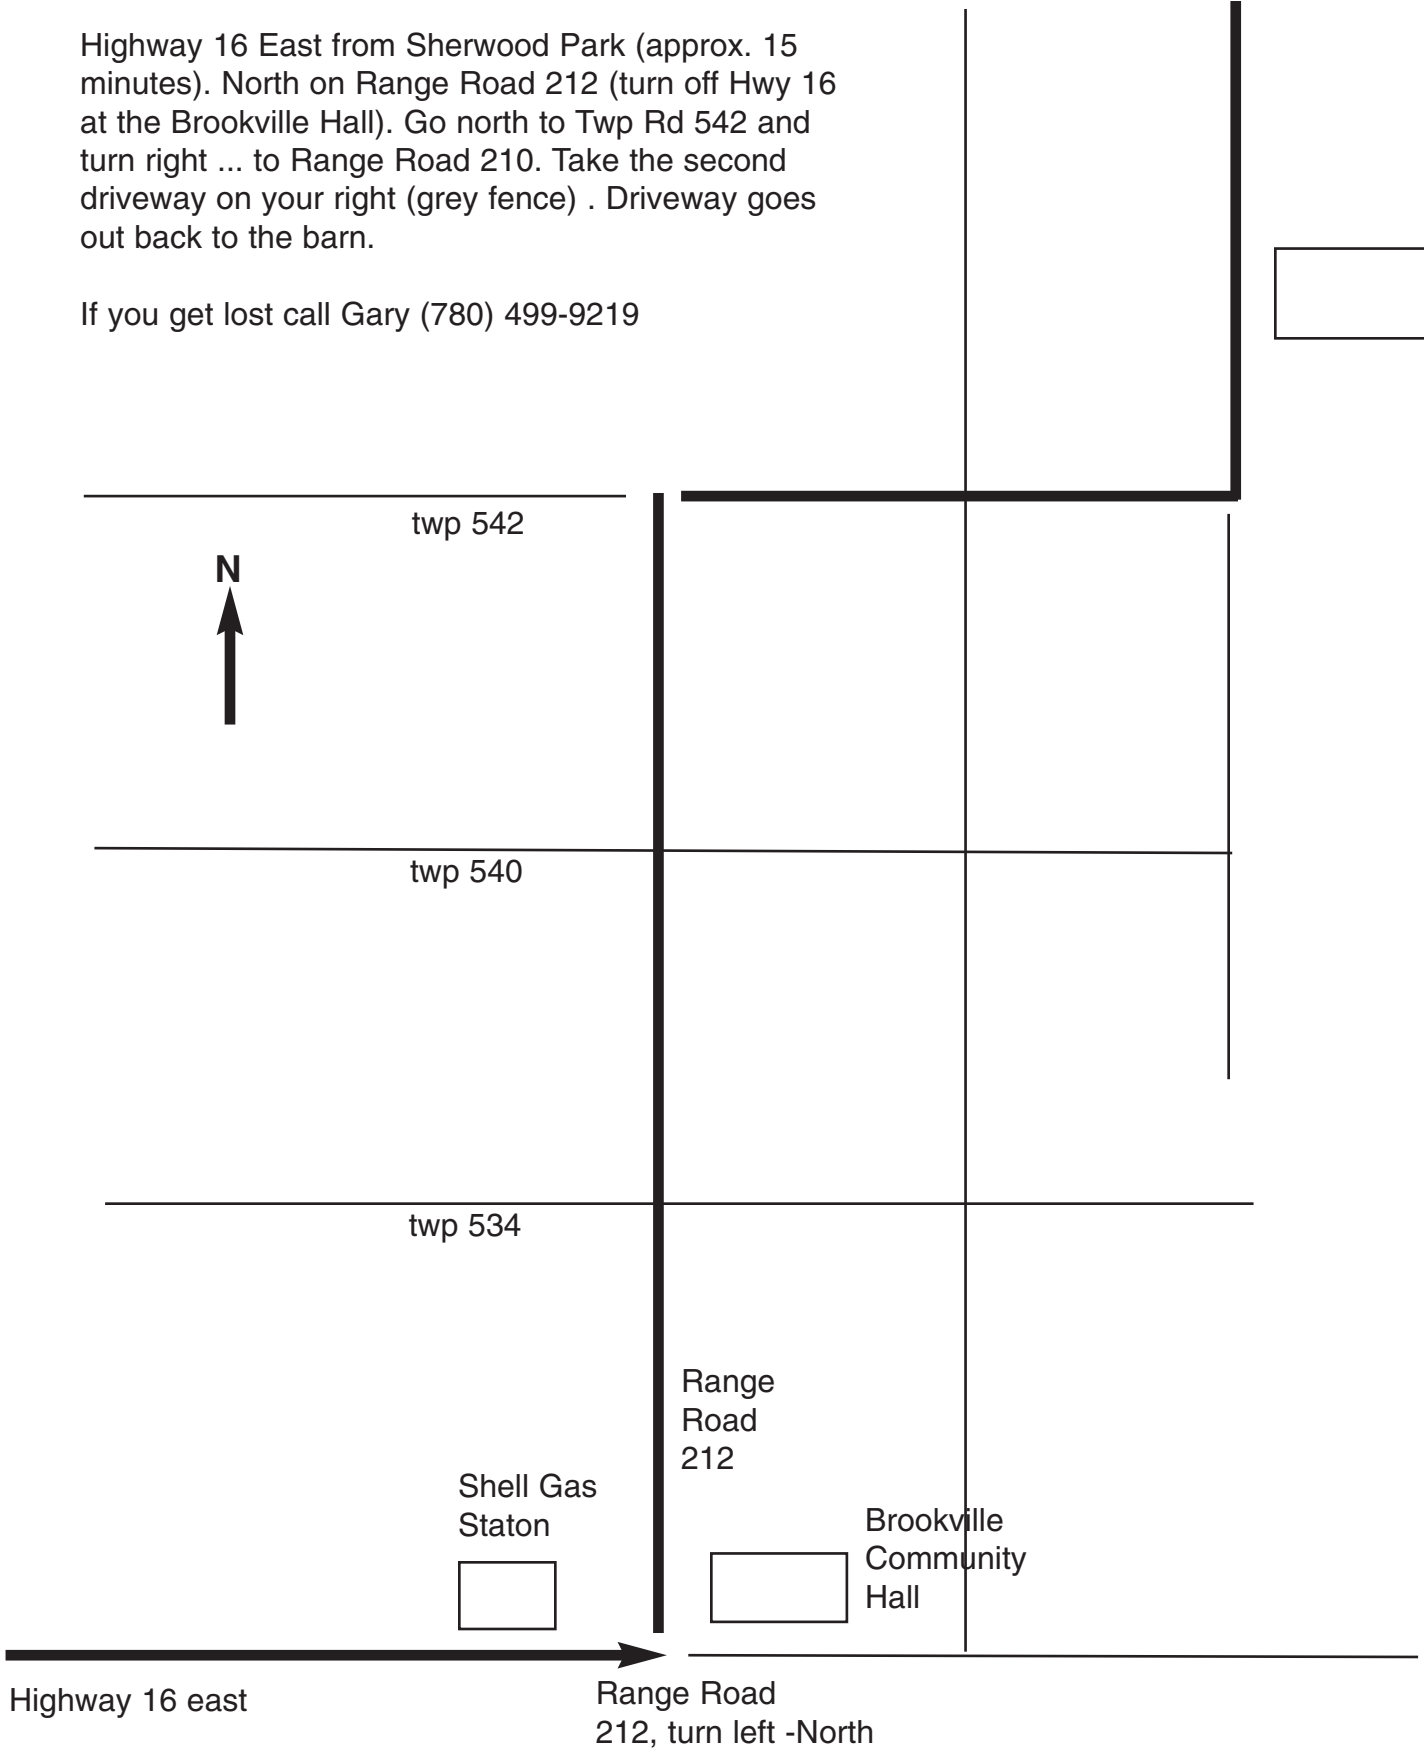 Highway 16 East from Sherwood Park (approx. 15
minutes). North on Range Road 212 (turn off Hwy 16
at the Brookville Hall). Go north to Twp Rd 542 and
turn right ... to Range Road 210. Take the second
driveway on your right (grey fence) . Driveway goes
out back to the barn.
If you get lost call Gary (780) 499-9219
twp 542
N
twp 540
twp 534
Range
Road
212
Shell Gas
Staton
Brookville
Community
Hall
Highway 16 east
Range Road
212, turn left -North